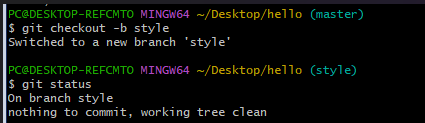 PC@DESKTOP-REFCMTO MINGW64 ~/Desktop/hello (master)
$ git checkout -b style
Switched to a new branch 'style'
PC@DESKTOP-REFCMTO MINGW64 ~/Desktop/hello (style)
$ git status
On branch style
nothing to commit, working tree clean